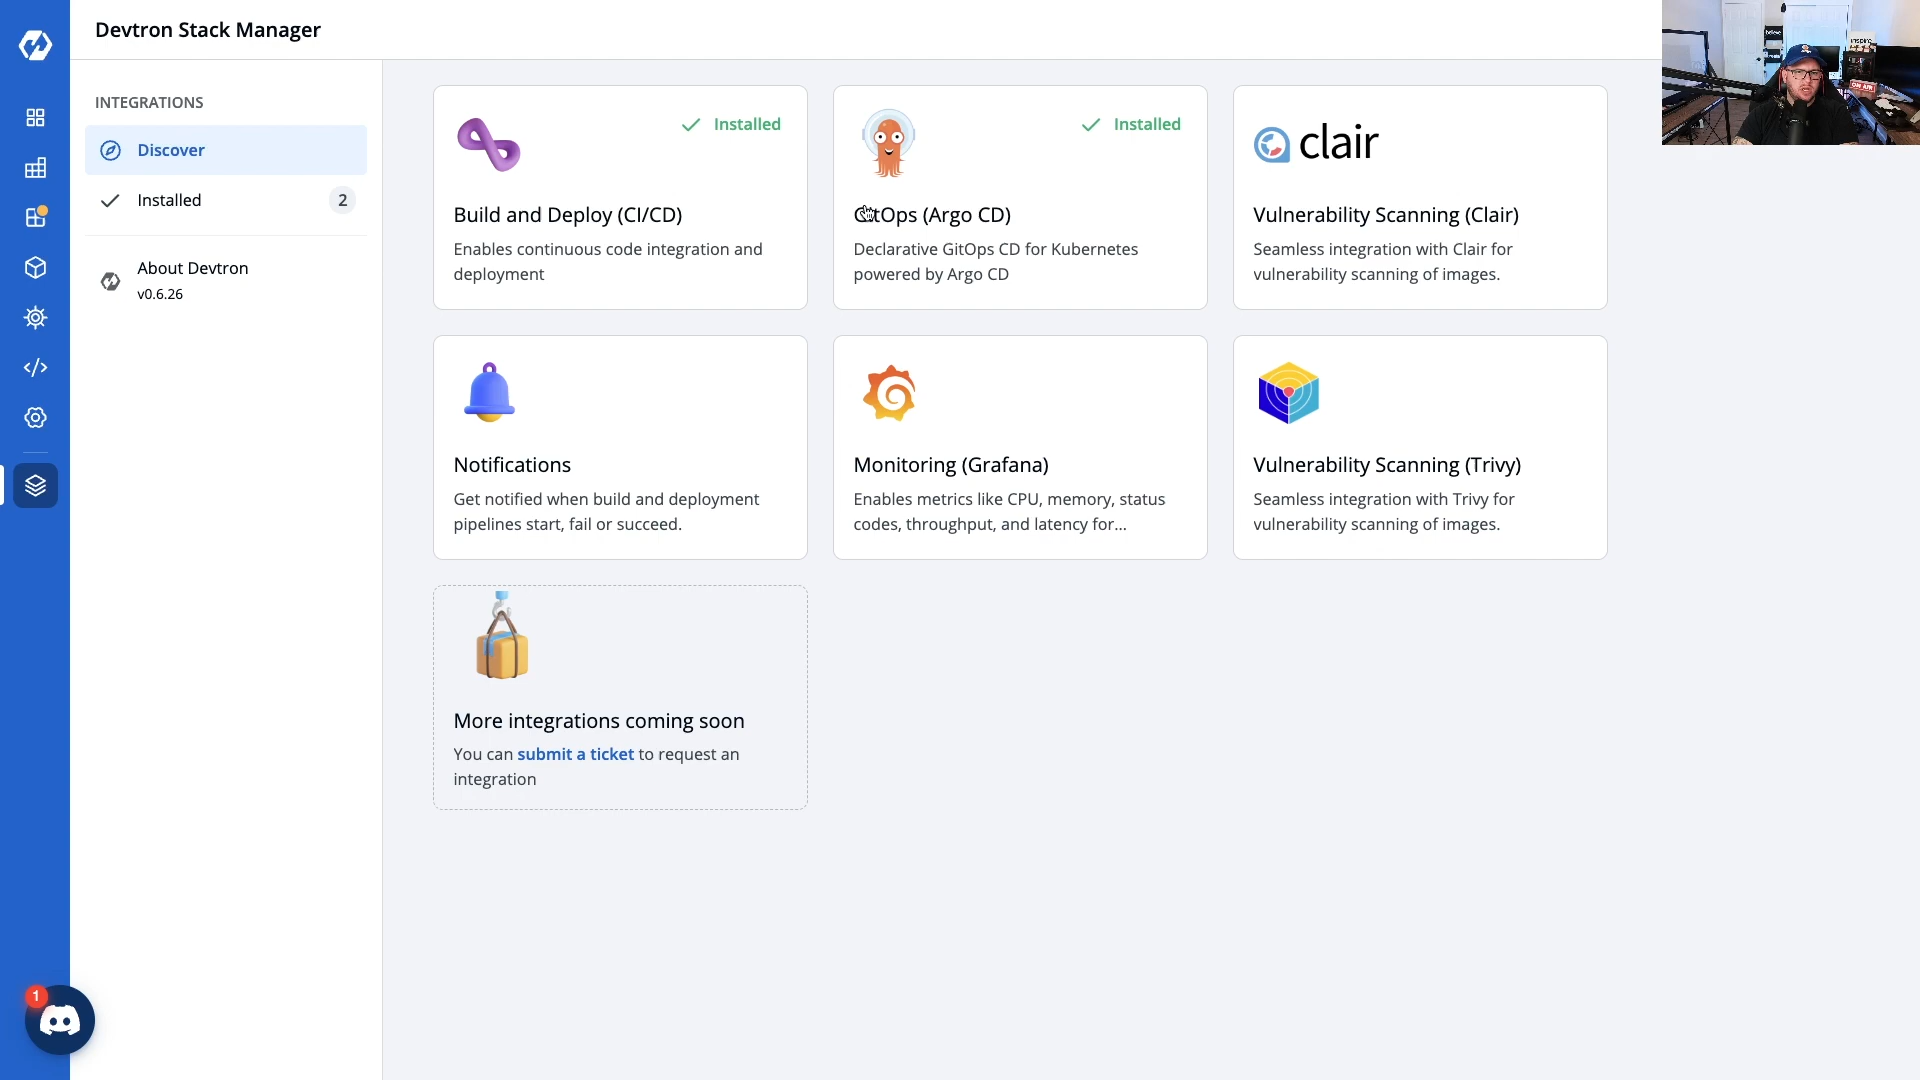 Devtron Stack Manager
INTEGRATIONS
Discover
Installed
2
About Devtron
v0.6.26
Installed
Build and Deploy (CI/CD)
Enables continuous code integration and
deployment
Installed
GitOps (Argo CD)
Declarative GitOps CD for Kubernetes
powered by Argo CD
clair
Vulnerability Scanning (Clair)
Seamless integration with Clair for
vulnerability scanning of images.
Notifications
Get notified when build and deployment
pipelines start, fail or succeed.
Monitoring (Grafana)
Enables metrics like CPU, memory, status
codes, throughput, and latency for...
Vulnerability Scanning (Trivy)
Seamless integration with Trivy for
vulnerability scanning of images.
More integrations coming soon
You can submit a ticket to request an
integration
1
believe
inspire
ON AIR